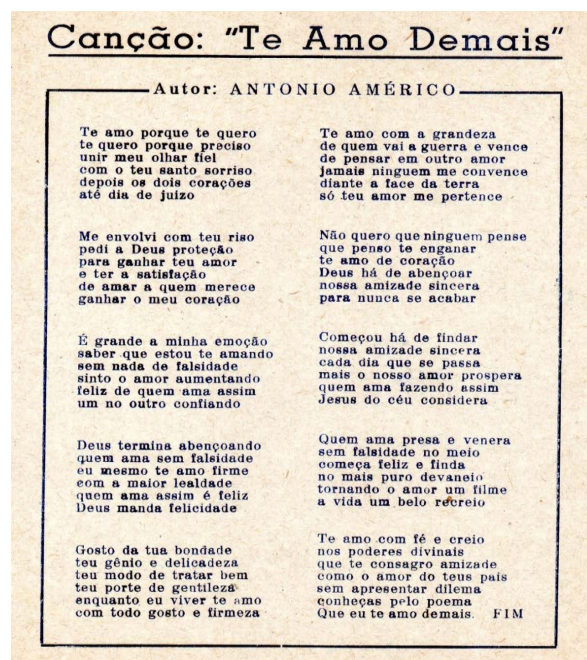 Canção: "Te Amo Demais"
Autor: ANTONIO AMÉRICO
Te amo porque te quero
te quero porque preciso
unir meu olhar fiel
com o teu santo sorriso
depois os dois corações
até dia de juizo
Me envolvi com teu riso
pedi a Deus proteção
para ganhar teu amor
e ter a satisfação
de amar a quem merece
ganhar o meu coração
É grande a minha emoção
saber que estou te amando
sem nada de falsidade
sinto o amor aumentando
feliz de quem ama assim
um no outro confiando
Deus termina abençoando
quem ama sem falsidade
eu mesmo te amo firme
com a maior lealdade
quem ama assim é feliz
Deus manda felicidade
Gosto da tua bondade
teu gênio e delicadeza
teu modo de tratar bem
teu porte de gentileza
enquanto eu viver te amo
com todo gosto e firmeza
Te amo com a grandeza
de quem vai a guerra e vence
de pensar em outro amor
jamais ninguem me convence
diante a face da terra
só teu amor me pertence
Não quero que ninguem pense
que penso te enganar
te amo de coração
Deus há de abençoar
nossa amizade sincera
para nunca se acabar
Começou há de findar
nossa amizade sincera
cada dia que se passa
mais o nosso amor prospera
quem ama fazendo assim
Jesus do céu considera
Quem ama presa e venera
sem falsidade no meio
começa feliz e finda
no mais puro devaneio
tornando o amor um filme
a vida um belo recreio
Te amo com fé e creio
nos poderes divinais
que te consagro amizade
como o amor do teus pais
sem apresentar dilema
conheças pelo poema
Que eu te amo demais. FIM